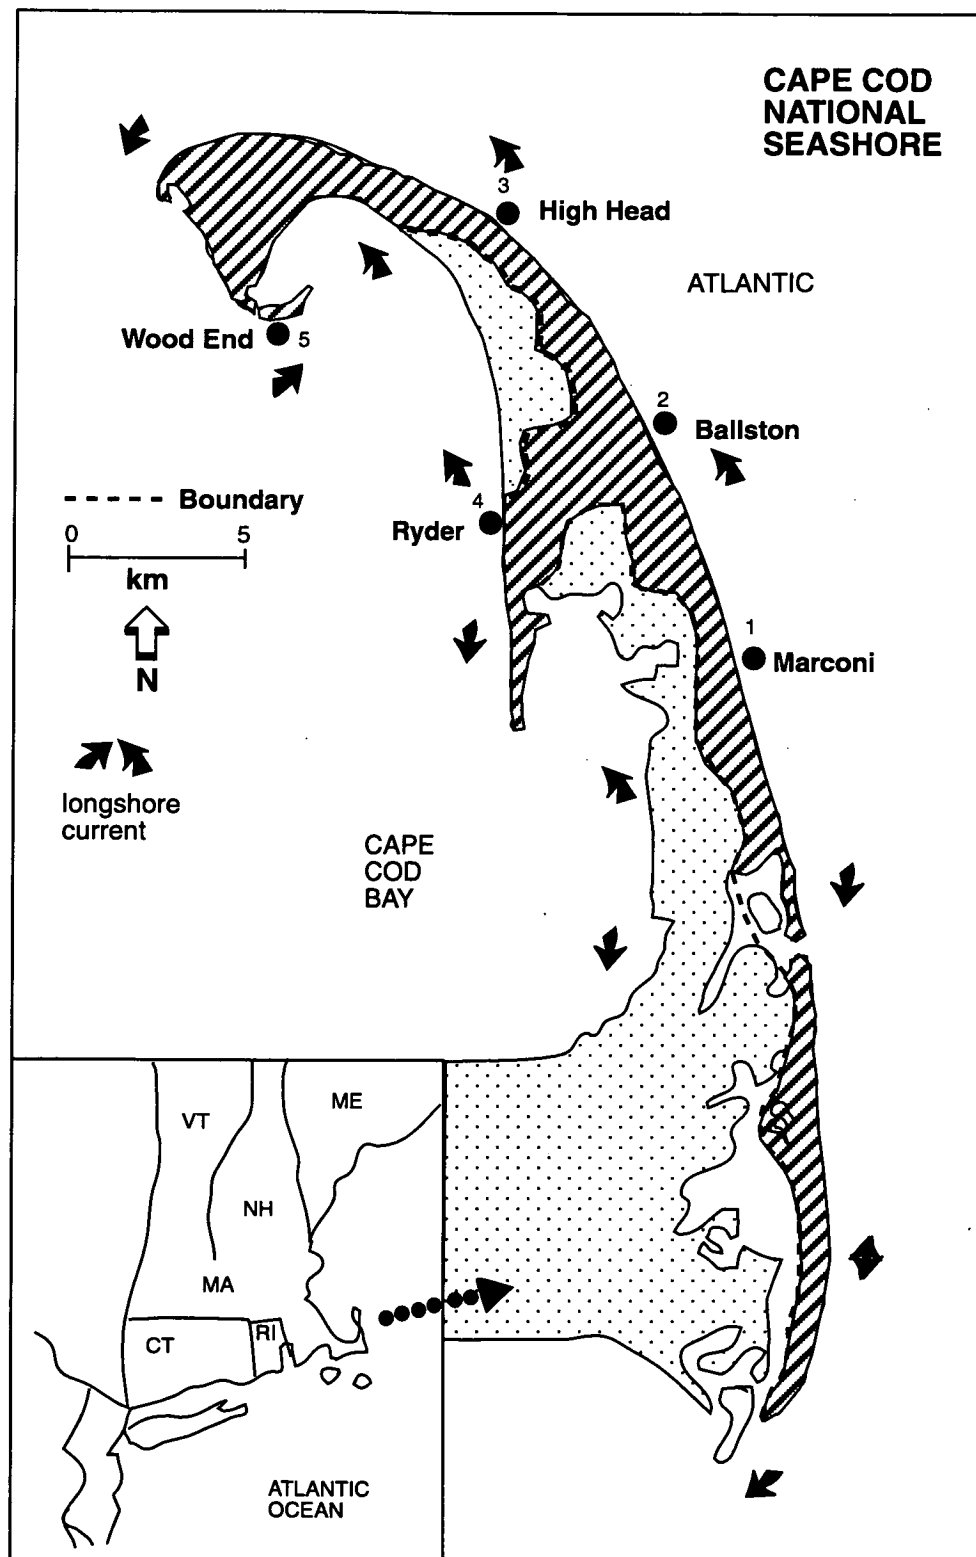 CAPE COD
NATIONAL
SEASHORE
3
High Head
ATLANTIC
Wood End
5
2
Ballston
Boundary
4
Ryder
0 5
km
N
1
Marconi
longshore
current
CAPE
COD
BAY
VT
ME
NH
MA
CT
RI
ATLANTIC
OCEAN